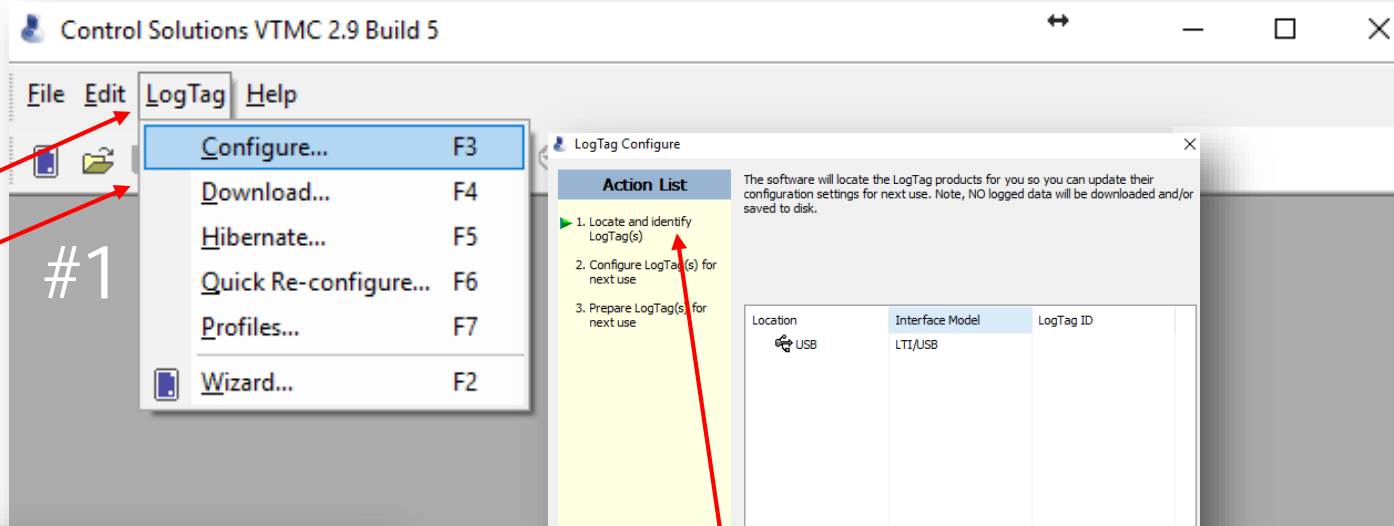 Control Solutions VTMC 2.9 Build 5
File Edit LogTag Help
Configure... F3
Download... F4
Hibernate... F5
Quick Re-configure... F6
Profiles... F7
Wizard... F2
#1
LogTag Configure
Action List
1. Locate and identify
LogTag(s)
2. Configure LogTag(s) for
next use
3. Prepare LogTag(s) for
next use
The software will locate the LogTag products for you so you can update their
configuration settings for next use. Note, NO logged data will be downloaded and/or
saved to disk.
Location Interface Model LogTag ID
USB LTI/USB